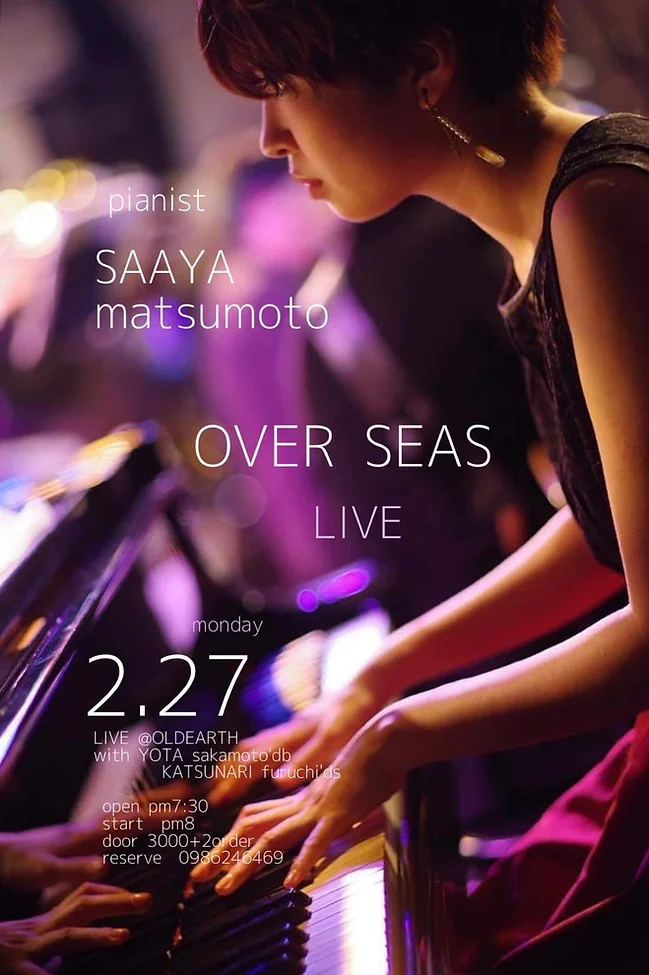 pianist
SAAYA
matsumoto
OVER SEAS
LIVE
monday
2.27
LIVE @OLDEARTH
with YOTA sakamoto'db
KATSUNARI furuchi'ds
open pm7:30
start pm8
door 3000+2order
reserve 0986246469